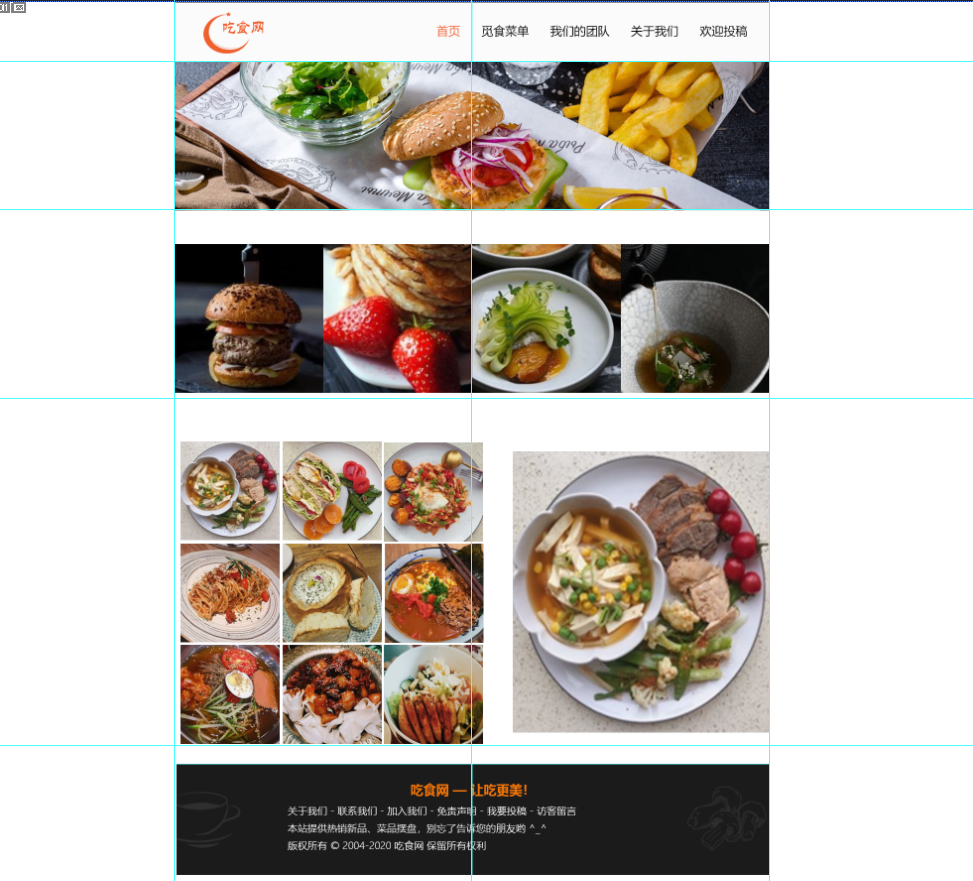 吃食网
首页 觅食菜单 我们的团队 关于我们 欢迎投稿
吃食网 — 让吃更美！
关于我们 - 联系我们 - 加入我们 - 免责声明 - 我要投稿 - 访客留言
本站提供热销新品、菜品摆盘，别忘了告诉您的朋友哟 ^_^
版权所有 © 2004-2020 吃食网 保留所有权利